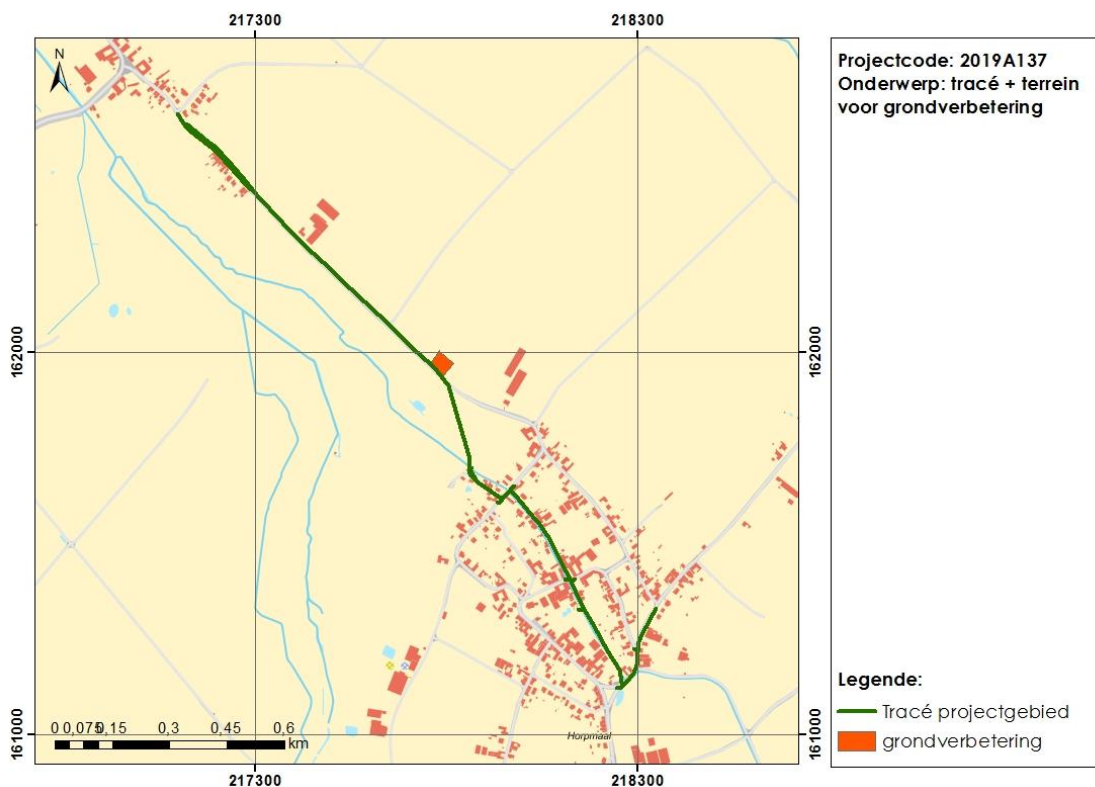 217300
218300
N
162000
162000
161000
161000
0 0,075 0,15 0,3 0,45 0,6
km
Horpmaal
217300
218300
Projectcode: 2019A137
Onderwerp: tracé + terrein
voor grondverbetering
Legende:
Tracé projectgebied
grondverbetering